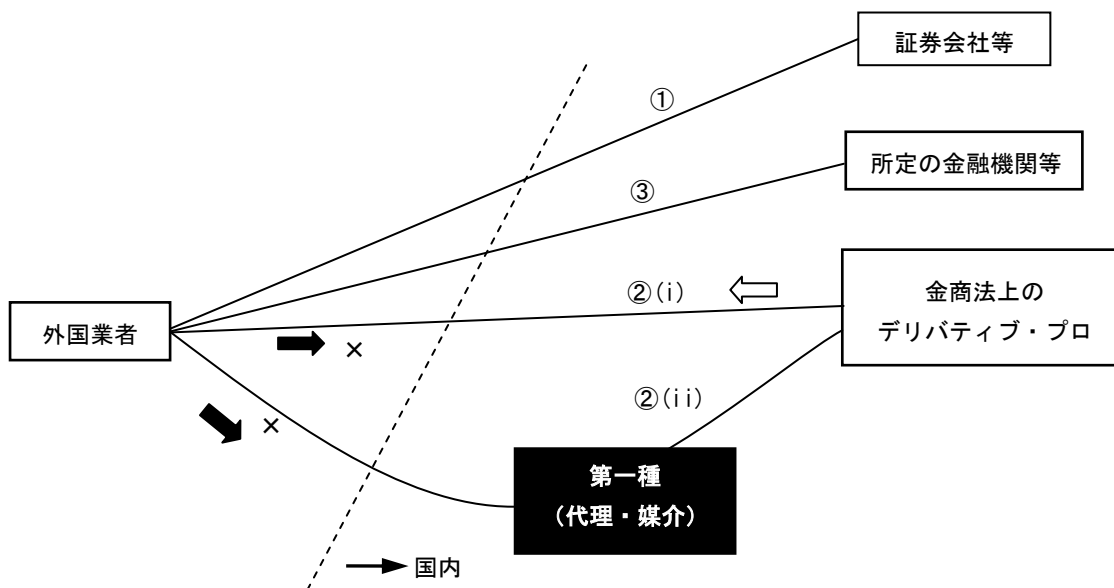 証券会社等
①
所定の金融機関等
③
②(i)
金商法上の
デリバティブ・プロ
外国業者
×
×
②(ii)
第一種
(代理・媒介)
国内